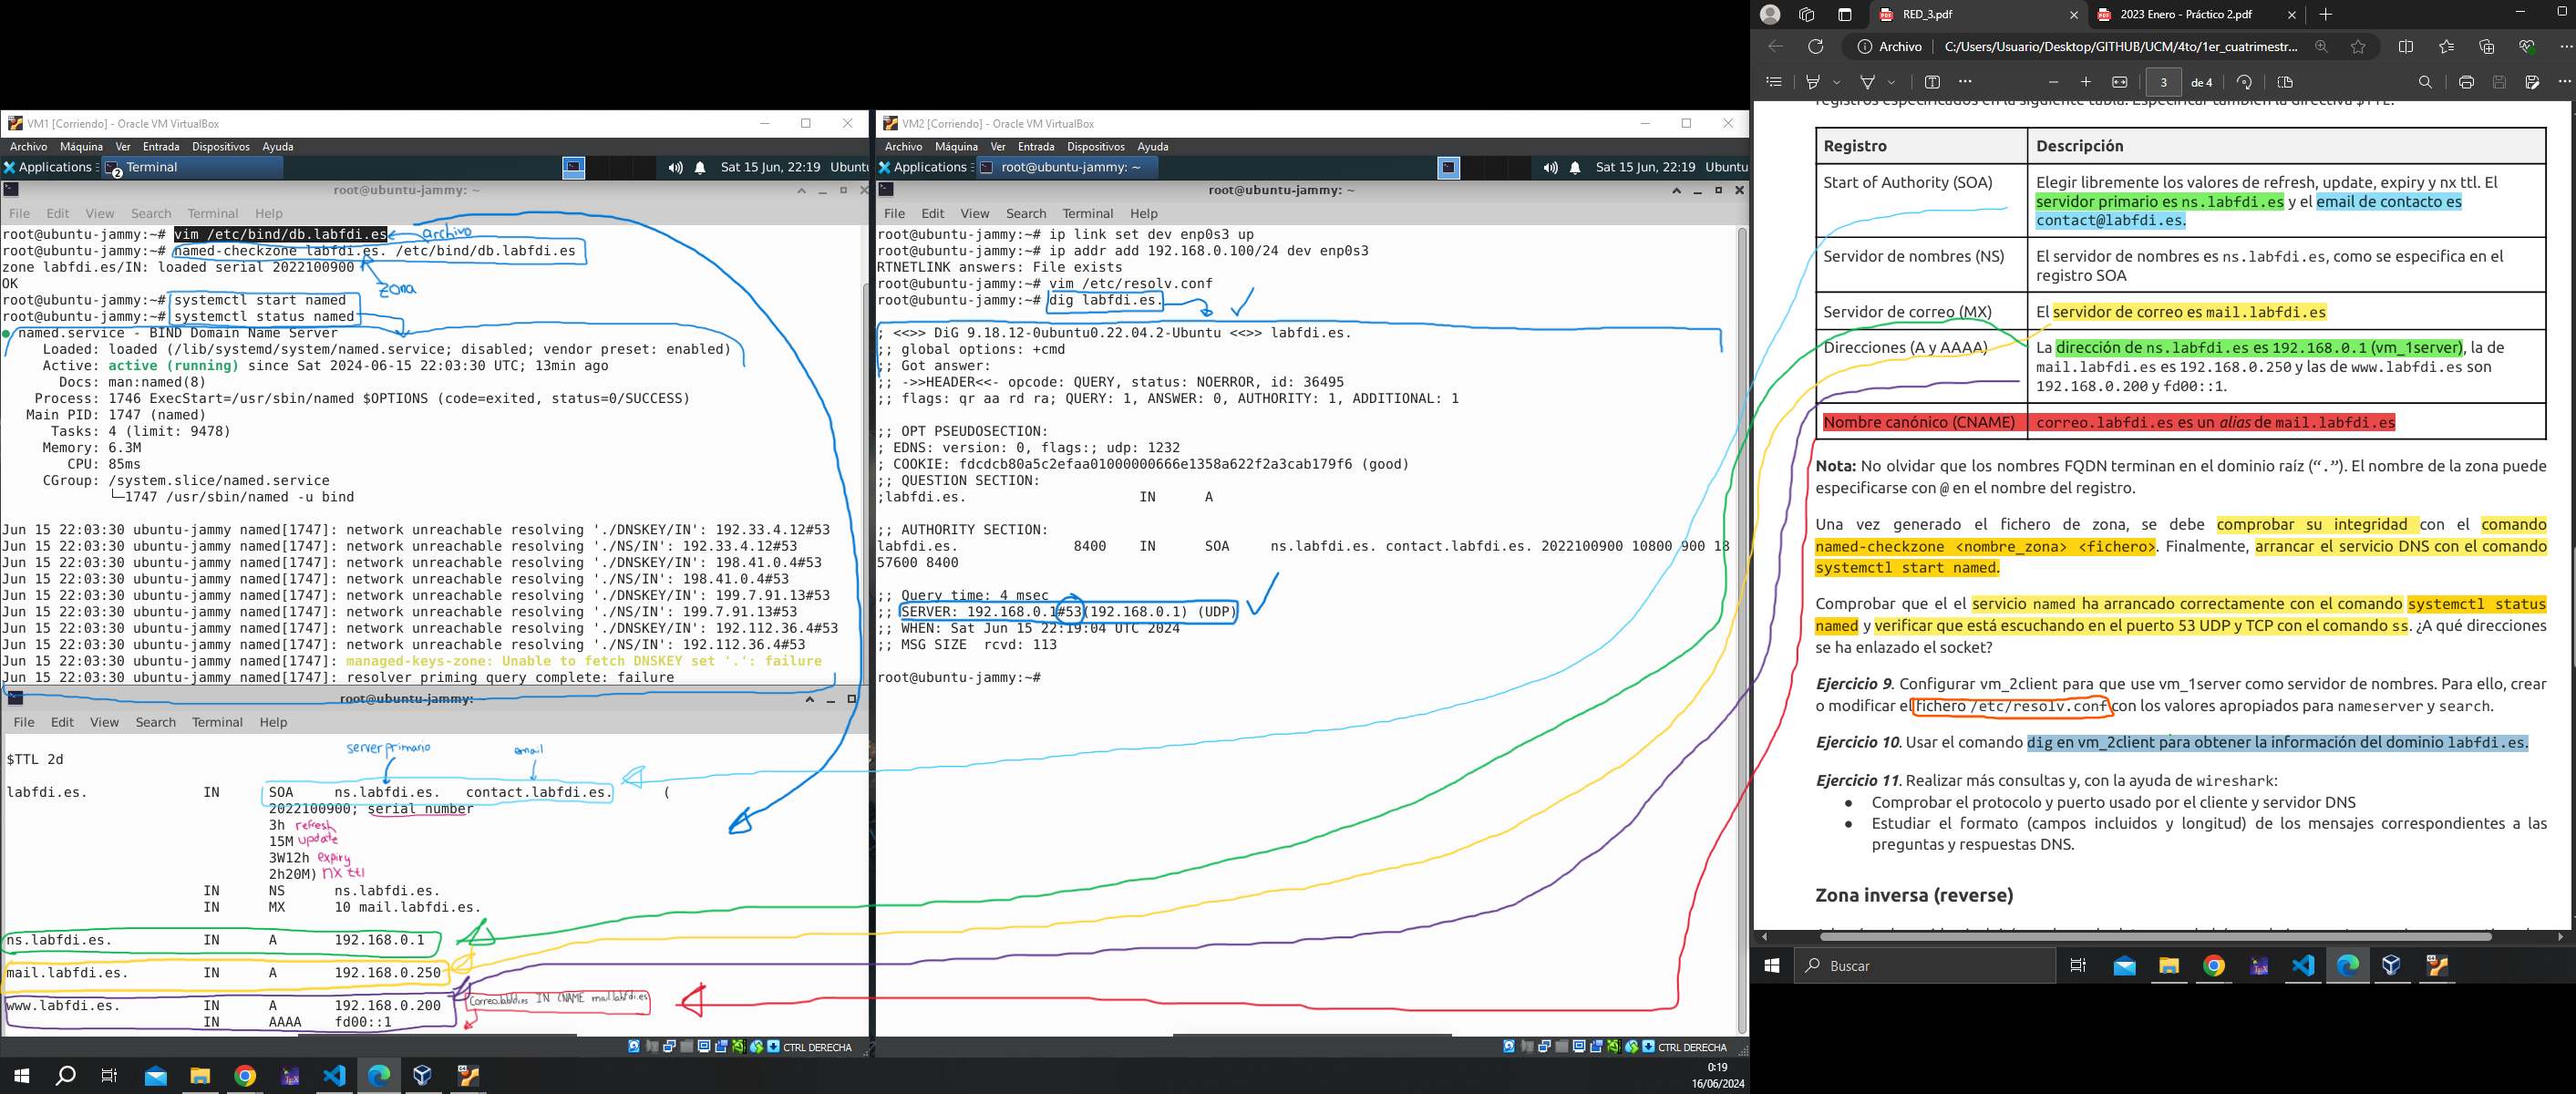 VM1 [Corriendo] - Oracle VM VirtualBox
Archivo Máquina Ver Entrada Dispositivos Ayuda
Applications Terminal
2
Sat 15 Jun, 22:19 Ubuntu
root@ubuntu-jammy: ~
File Edit View Search Terminal Help
root@ubuntu-jammy:~# vim /etc/bind/db.labfdi.es
archivo
root@ubuntu-jammy:~# named-checkzone labfdi.es. /etc/bind/db.labfdi.es
zone labfdi.es/IN: loaded serial 2022100900
OK
zona
root@ubuntu-jammy:~# systemctl start named
root@ubuntu-jammy:~# systemctl status named
● named.service - BIND Domain Name Server
Loaded: loaded (/lib/systemd/system/named.service; disabled; vendor preset: enabled)
Active: active (running) since Sat 2024-06-15 22:03:30 UTC; 13min ago
Docs: man:named(8)
Process: 1746 ExecStart=/usr/sbin/named $OPTIONS (code=exited, status=0/SUCCESS)
Main PID: 1747 (named)
Tasks: 4 (limit: 9478)
Memory: 6.3M
CPU: 85ms
CGroup: /system.slice/named.service
└─1747 /usr/sbin/named -u bind
Jun 15 22:03:30 ubuntu-jammy named[1747]: network unreachable resolving './DNSKEY/IN': 192.33.4.12#53
Jun 15 22:03:30 ubuntu-jammy named[1747]: network unreachable resolving './NS/IN': 192.33.4.12#53
Jun 15 22:03:30 ubuntu-jammy named[1747]: network unreachable resolving './DNSKEY/IN': 198.41.0.4#53
Jun 15 22:03:30 ubuntu-jammy named[1747]: network unreachable resolving './NS/IN': 198.41.0.4#53
Jun 15 22:03:30 ubuntu-jammy named[1747]: network unreachable resolving './DNSKEY/IN': 199.7.91.13#53
Jun 15 22:03:30 ubuntu-jammy named[1747]: network unreachable resolving './NS/IN': 199.7.91.13#53
Jun 15 22:03:30 ubuntu-jammy named[1747]: network unreachable resolving './DNSKEY/IN': 192.112.36.4#53
Jun 15 22:03:30 ubuntu-jammy named[1747]: network unreachable resolving './NS/IN': 192.112.36.4#53
Jun 15 22:03:30 ubuntu-jammy named[1747]: managed-keys-zone: Unable to fetch DNSKEY set '.': failure
Jun 15 22:03:30 ubuntu-jammy named[1747]: resolver priming query complete: failure
root@ubuntu-jammy:
File Edit View Search Terminal Help
server primario email
$TTL 2d
labfdi.es. IN SOA ns.labfdi.es. contact.labfdi.es. (
2022100900; serial number
3h refresh
15M update
3W12h expiry
2h20M) nx ttl
IN NS ns.labfdi.es.
IN MX 10 mail.labfdi.es.
ns.labfdi.es. IN A 192.168.0.1
mail.labfdi.es. IN A 192.168.0.250
www.labfdi.es. IN A 192.168.0.200
IN AAAA fd00::1
Correo.labfdi.es IN CNAME mail.labfdi.es.
CTRL DERECHA
VM2 [Corriendo] - Oracle VM VirtualBox
Archivo Máquina Ver Entrada Dispositivos Ayuda
Applications root@ubuntu-jammy: ~
Sat 15 Jun, 22:19 Ubuntu
root@ubuntu-jammy: ~
File Edit View Search Terminal Help
root@ubuntu-jammy:~# ip link set dev enp0s3 up
root@ubuntu-jammy:~# ip addr add 192.168.0.100/24 dev enp0s3
RTNETLINK answers: File exists
root@ubuntu-jammy:~# vim /etc/resolv.conf
root@ubuntu-jammy:~# dig labfdi.es.
; <<>> DiG 9.18.12-0ubuntu0.22.04.2-Ubuntu <<>> labfdi.es.
;; global options: +cmd
;; Got answer:
;; ->>HEADER<<- opcode: QUERY, status: NOERROR, id: 36495
;; flags: qr aa rd ra; QUERY: 1, ANSWER: 0, AUTHORITY: 1, ADDITIONAL: 1
;; OPT PSEUDOSECTION:
; EDNS: version: 0, flags:; udp: 1232
; COOKIE: fdcdcb80a5c2efaa01000000666e1358a622f2a3cab179f6 (good)
;; QUESTION SECTION:
;labfdi.es. IN A
;; AUTHORITY SECTION:
labfdi.es. 8400 IN SOA ns.labfdi.es. contact.labfdi.es. 2022100900 10800 900 18
57600 8400
;; Query time: 4 msec
;; SERVER: 192.168.0.1#53(192.168.0.1) (UDP)
;; WHEN: Sat Jun 15 22:19:04 UTC 2024
;; MSG SIZE rcvd: 113
root@ubuntu-jammy:~#
CTRL DERECHA
0:19
16/06/2024
RED_3.pdf
2023 Enero - Práctico 2.pdf
Archivo C:/Users/Usuario/Desktop/GITHUB/UCM/4to/1er_cuatrimestr...
3 de 4
registros especificados en la siguiente tabla. Especificar también la directiva $TTL.
Registro Descripción
Start of Authority (SOA) Elegir libremente los valores de refresh, update, expiry y nx ttl. El
servidor primario es ns.labfdi.es y el email de contacto es
contact@labfdi.es.
Servidor de nombres (NS) El servidor de nombres es ns.labfdi.es, como se especifica en el
registro SOA
Servidor de correo (MX) El servidor de correo es mail.labfdi.es
Direcciones (A y AAAA) La dirección de ns.labfdi.es es 192.168.0.1 (vm_1server), la de
mail.labfdi.es es 192.168.0.250 y las de www.labfdi.es son
192.168.0.200 y fd00::1.
Nombre canónico (CNAME) correo.labfdi.es es un alias de mail.labfdi.es
Nota: No olvidar que los nombres FQDN terminan en el dominio raíz (“.”). El nombre de la zona puede
especificarse con @ en el nombre del registro.
Una vez generado el fichero de zona, se debe comprobar su integridad con el comando
named-checkzone <nombre_zona> <fichero>. Finalmente, arrancar el servicio DNS con el comando
systemctl start named.
Comprobar que el el servicio named ha arrancado correctamente con el comando systemctl status
named y verificar que está escuchando en el puerto 53 UDP y TCP con el comando ss. ¿A qué direcciones
se ha enlazado el socket?
Ejercicio 9. Configurar vm_2client para que use vm_1server como servidor de nombres. Para ello, crear
o modificar el fichero /etc/resolv.conf con los valores apropiados para nameserver y search.
Ejercicio 10. Usar el comando dig en vm_2client para obtener la información del dominio labfdi.es.
Ejercicio 11. Realizar más consultas y, con la ayuda de wireshark:
● Comprobar el protocolo y puerto usado por el cliente y servidor DNS
● Estudiar el formato (campos incluidos y longitud) de los mensajes correspondientes a las
preguntas y respuestas DNS.
Zona inversa (reverse)
Buscar